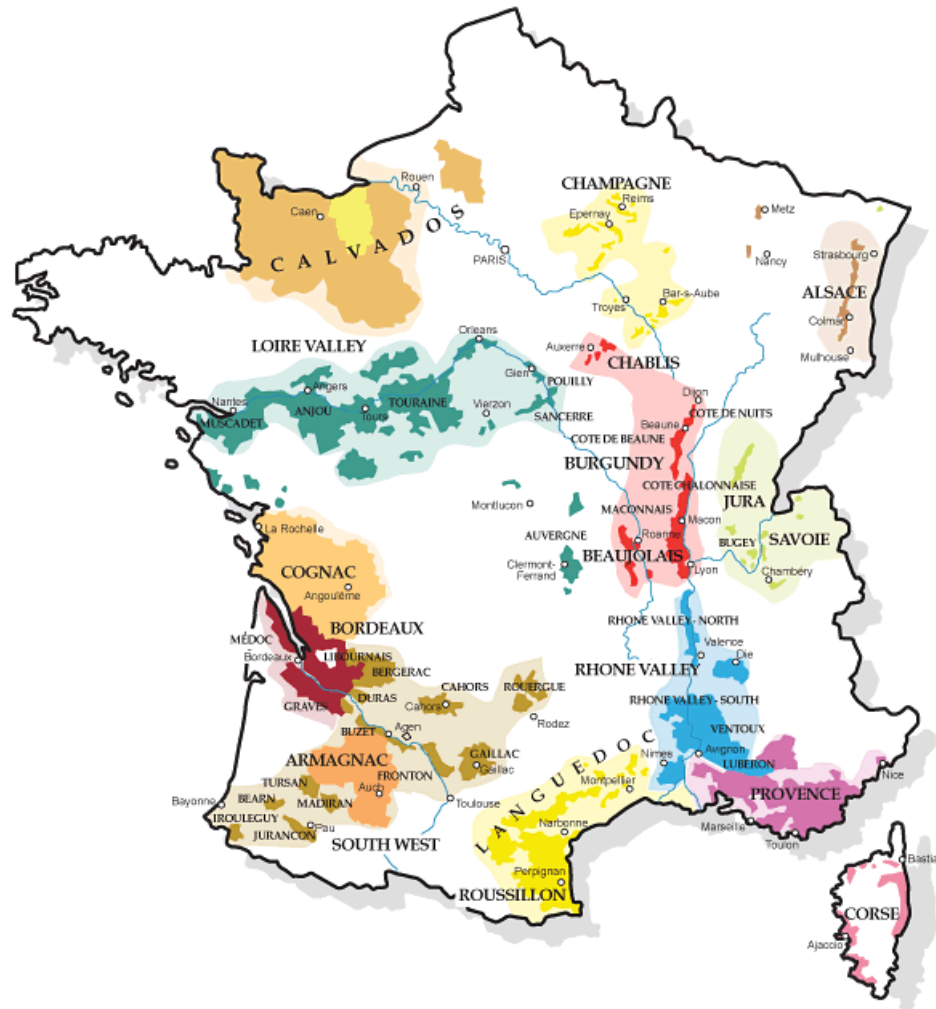 CHAMPAGNE
Reims
Epernay
Rouen
Caen
CALVADOS
PARIS
Metz
Nancy
Strasbourg
ALSACE
Colmar
Mulhouse
Troyes
Bar-s-Aube
LOIRE VALLEY
Orleans
Auxerre
CHABLIS
Gien
POUILLY
Angers
Nantes
ANJOU
TOURAINE
Tours
Vierzon
SANCERRE
MUSCADET
Dijon
COTE DE NUITS
Beaune
COTE DE BEAUNE
BURGUNDY
COTE CHALONNAISE
JURA
Montlucon
MACONNAIS
Macon
AUVERGNE
Roanne
BUGEY
SAVOIE
BEAUJOLAIS
Clermont-
Ferrand
Lyon
Chambéry
La Rochelle
COGNAC
Angoulême
BORDEAUX
MÉDOC
Bordeaux
LIBOURNAIS
BERGERAC
GRAVES
DURAS
CAHORS
Cahors
ROUERGUE
Rodez
BUZET
Agen
RHONE VALLEY-NORTH
Valence
Die
RHONE VALLEY
RHONE VALLEY-SOUTH
VENTOUX
Avignon
LUBERON
Nimes
ARMAGNAC
GAILLAC
Gaillac
FRONTON
TURSAN
Auch
BEARN
MADIRAN
Bayonne
IROULEGUY
Pau
JURANCON
Toulouse
SOUTH WEST
LANGUEDOC
Montpellier
Narbonne
Perpignan
ROUSSILLON
PROVENCE
Nice
Marseille
Toulon
Bastia
CORSE
Ajaccio